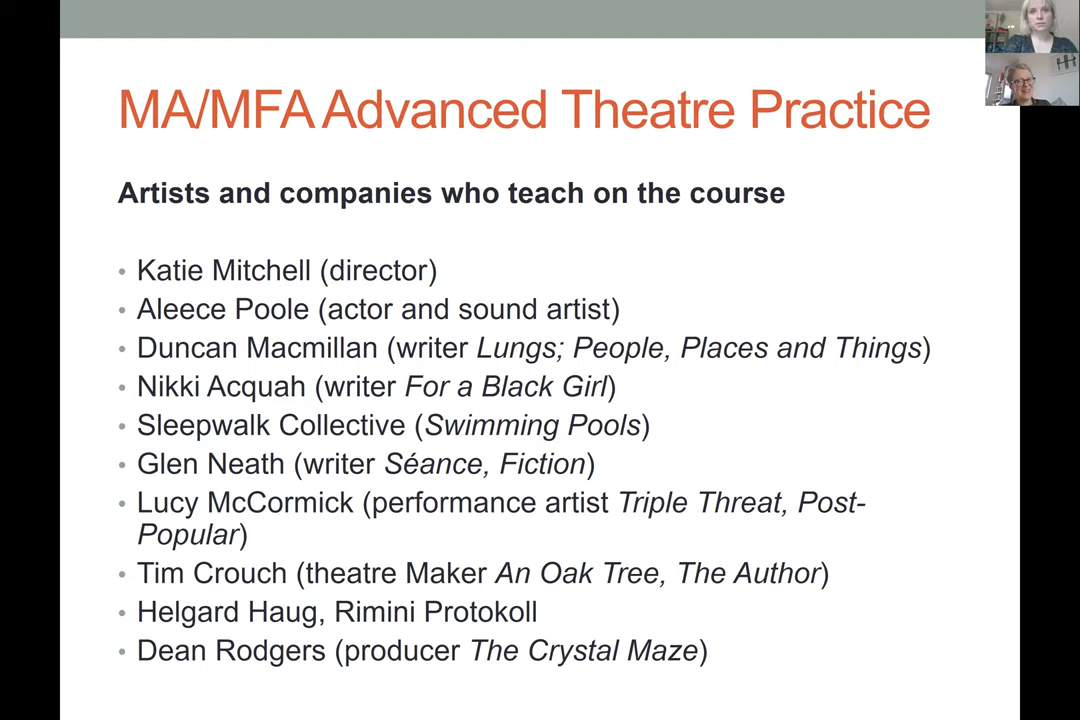 MA/MFA Advanced Theatre Practice
Artists and companies who teach on the course
• Katie Mitchell (director)
• Aleece Poole (actor and sound artist)
• Duncan Macmillan (writer Lungs; People, Places and Things)
• Nikki Acquah (writer For a Black Girl)
• Sleepwalk Collective (Swimming Pools)
• Glen Neath (writer Séance, Fiction)
• Lucy McCormick (performance artist Triple Threat, Post-
Popular)
• Tim Crouch (theatre Maker An Oak Tree, The Author)
• Helgard Haug, Rimini Protokoll
• Dean Rodgers (producer The Crystal Maze)